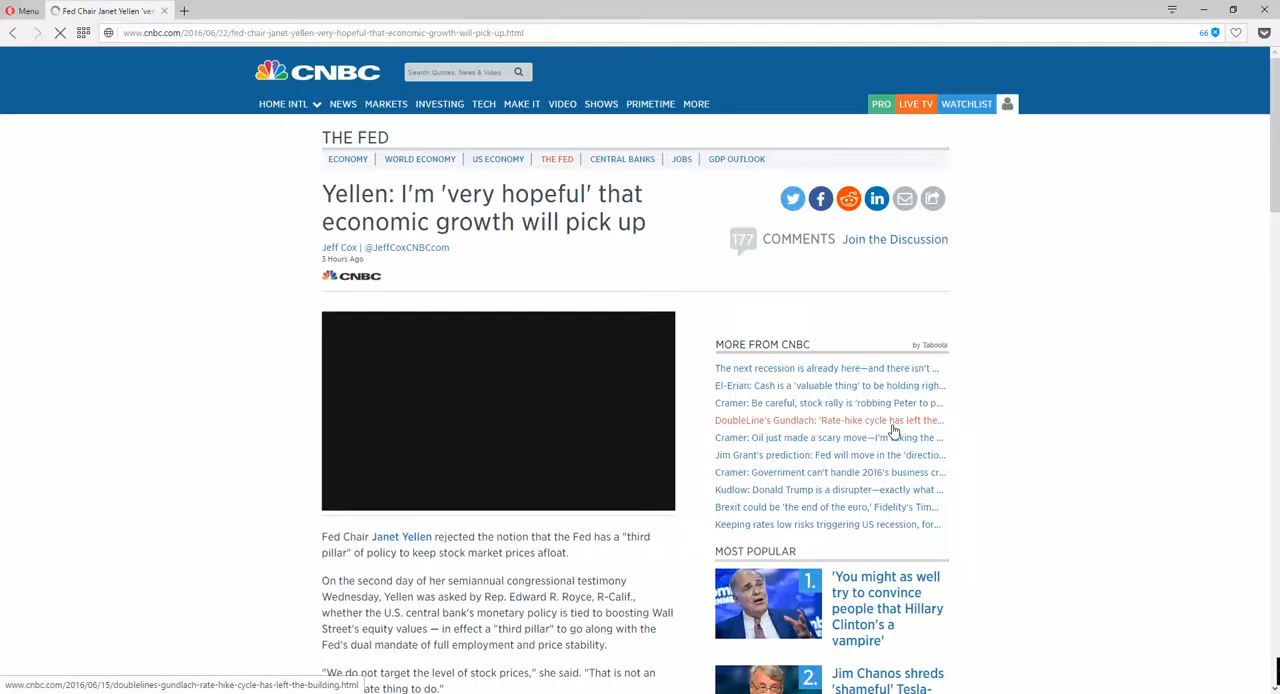 Menu
Fed Chair Janet Yellen 'ver
www.cnbc.com/2016/06/22/fed-chair-janet-yellen-very-hopeful-that-economic-growth-will-pick-up.html
66
CNBC
Search Quotes, News & Video
HOME INTL NEWS MARKETS INVESTING TECH MAKE IT VIDEO SHOWS PRIMETIME MORE
PRO LIVE TV WATCHLIST
THE FED
ECONOMY WORLD ECONOMY US ECONOMY THE FED CENTRAL BANKS JOBS GDP OUTLOOK
Yellen: I'm 'very hopeful' that
economic growth will pick up
Jeff Cox | @JeffCoxCNBCcom
3 Hours Ago
CNBC
177 COMMENTS Join the Discussion
Fed Chair Janet Yellen rejected the notion that the Fed has a "third
pillar" of policy to keep stock market prices afloat.
On the second day of her semiannual congressional testimony
Wednesday, Yellen was asked by Rep. Edward R. Royce, R-Calif.,
whether the U.S. central bank's monetary policy is tied to boosting Wall
Street's equity values — in effect a "third pillar" to go along with the
Fed's dual mandate of full employment and price stability.
"We do not target the level of stock prices," she said. "That is not an
ate thing to do."
MORE FROM CNBC
by Taboola
The next recession is already here—and there isn't ...
El-Erian: Cash is a 'valuable thing' to be holding righ...
Cramer: Be careful, stock rally is 'robbing Peter to p...
DoubleLine's Gundlach: 'Rate-hike cycle has left the...
Cramer: Oil just made a scary move—I'm king the ...
Jim Grant's prediction: Fed will move in the 'directio...
Cramer: Government can't handle 2016's business cr...
Kudlow: Donald Trump is a disrupter—exactly what ...
Brexit could be 'the end of the euro,' Fidelity's Tim...
Keeping rates low risks triggering US recession, for...
MOST POPULAR
1.
'You might as well
try to convince
people that Hillary
Clinton's a
vampire'
2.
Jim Chanos shreds
'shameful' Tesla-
www.cnbc.com/2016/06/15/doublelines-gundlach-rate-hike-cycle-has-left-the-building.html